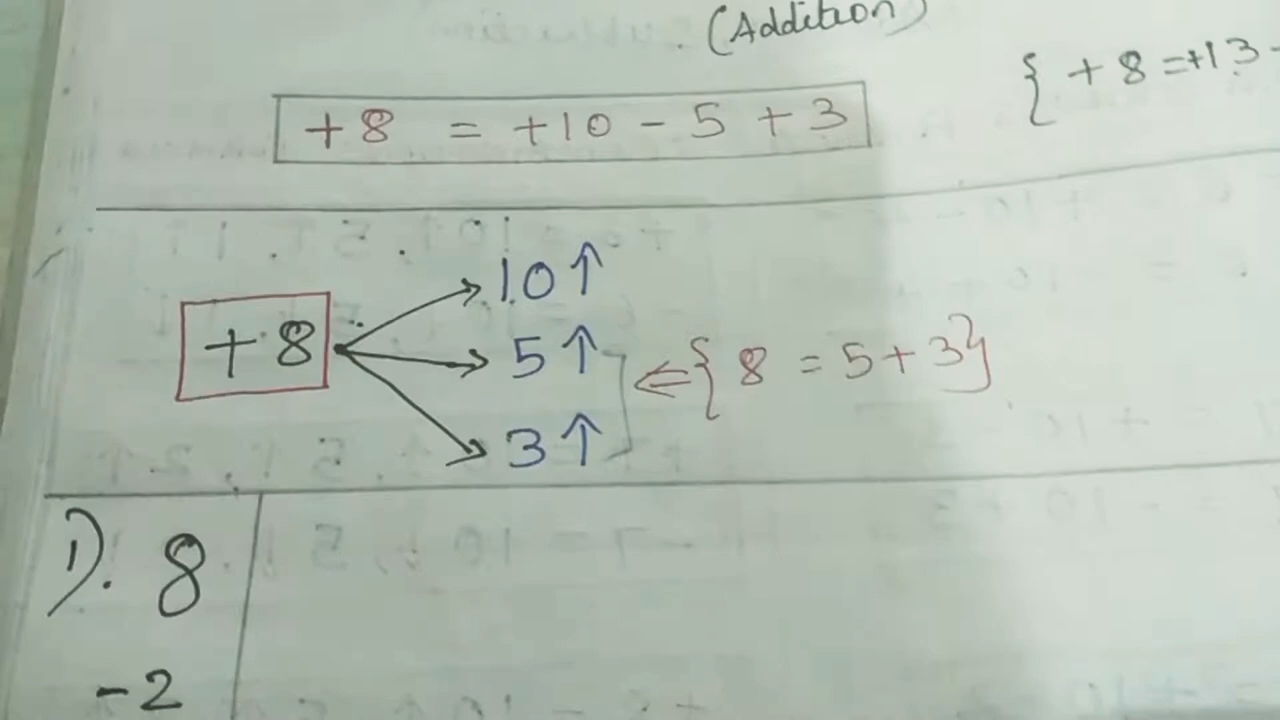 (Addition)
{ +8 = +13 -
+8 = +10 - 5 + 3
10↑
+8 5↑ ⇐ { 8 = 5 + 3}
3↑
1). 8
-2